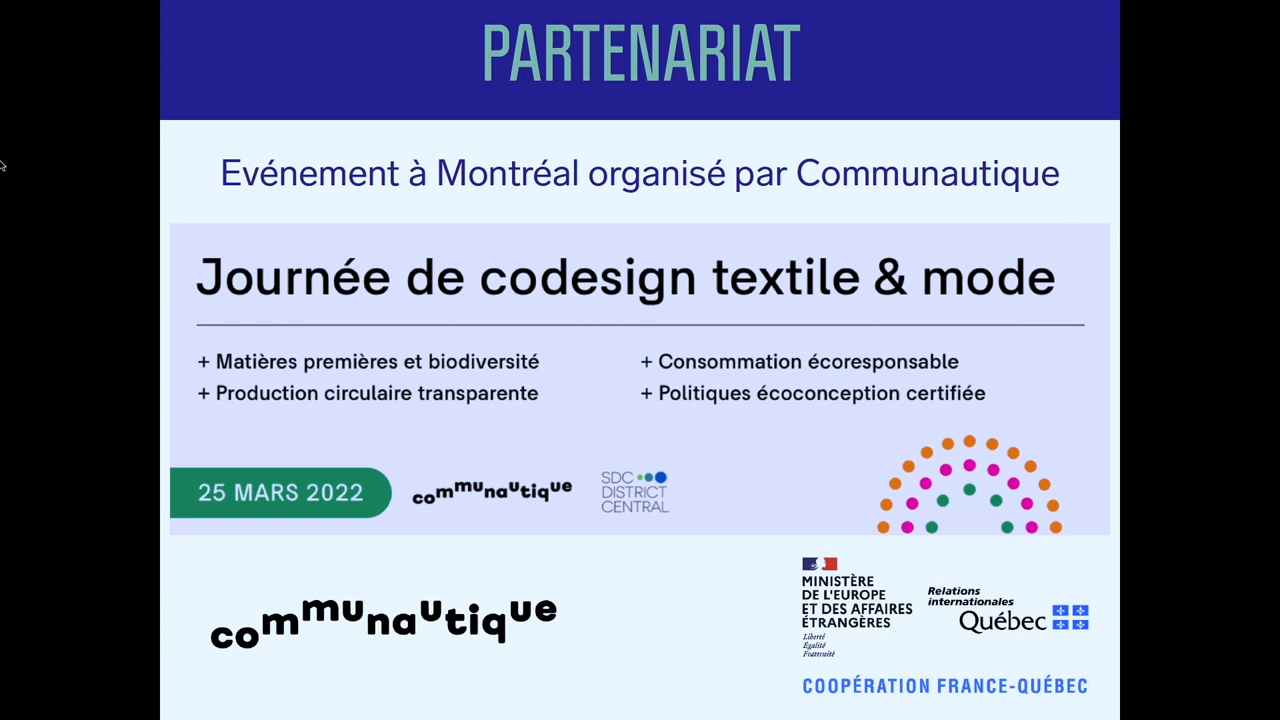 PARTENARIAT
Evénement à Montréal organisé par Communautique
Journée de codesign textile & mode
+ Matières premières et biodiversité
+ Production circulaire transparente
+ Consommation écoresponsable
+ Politiques écoconception certifiée
25 MARS 2022
communautique
SDC
DISTRICT
CENTRAL
communautique
MINISTÈRE
DE L'EUROPE
ET DES AFFAIRES
ÉTRANGÈRES
Liberté
Égalité
Fraternité
Relations
internationales
Québec
COOPÉRATION FRANCE-QUÉBEC